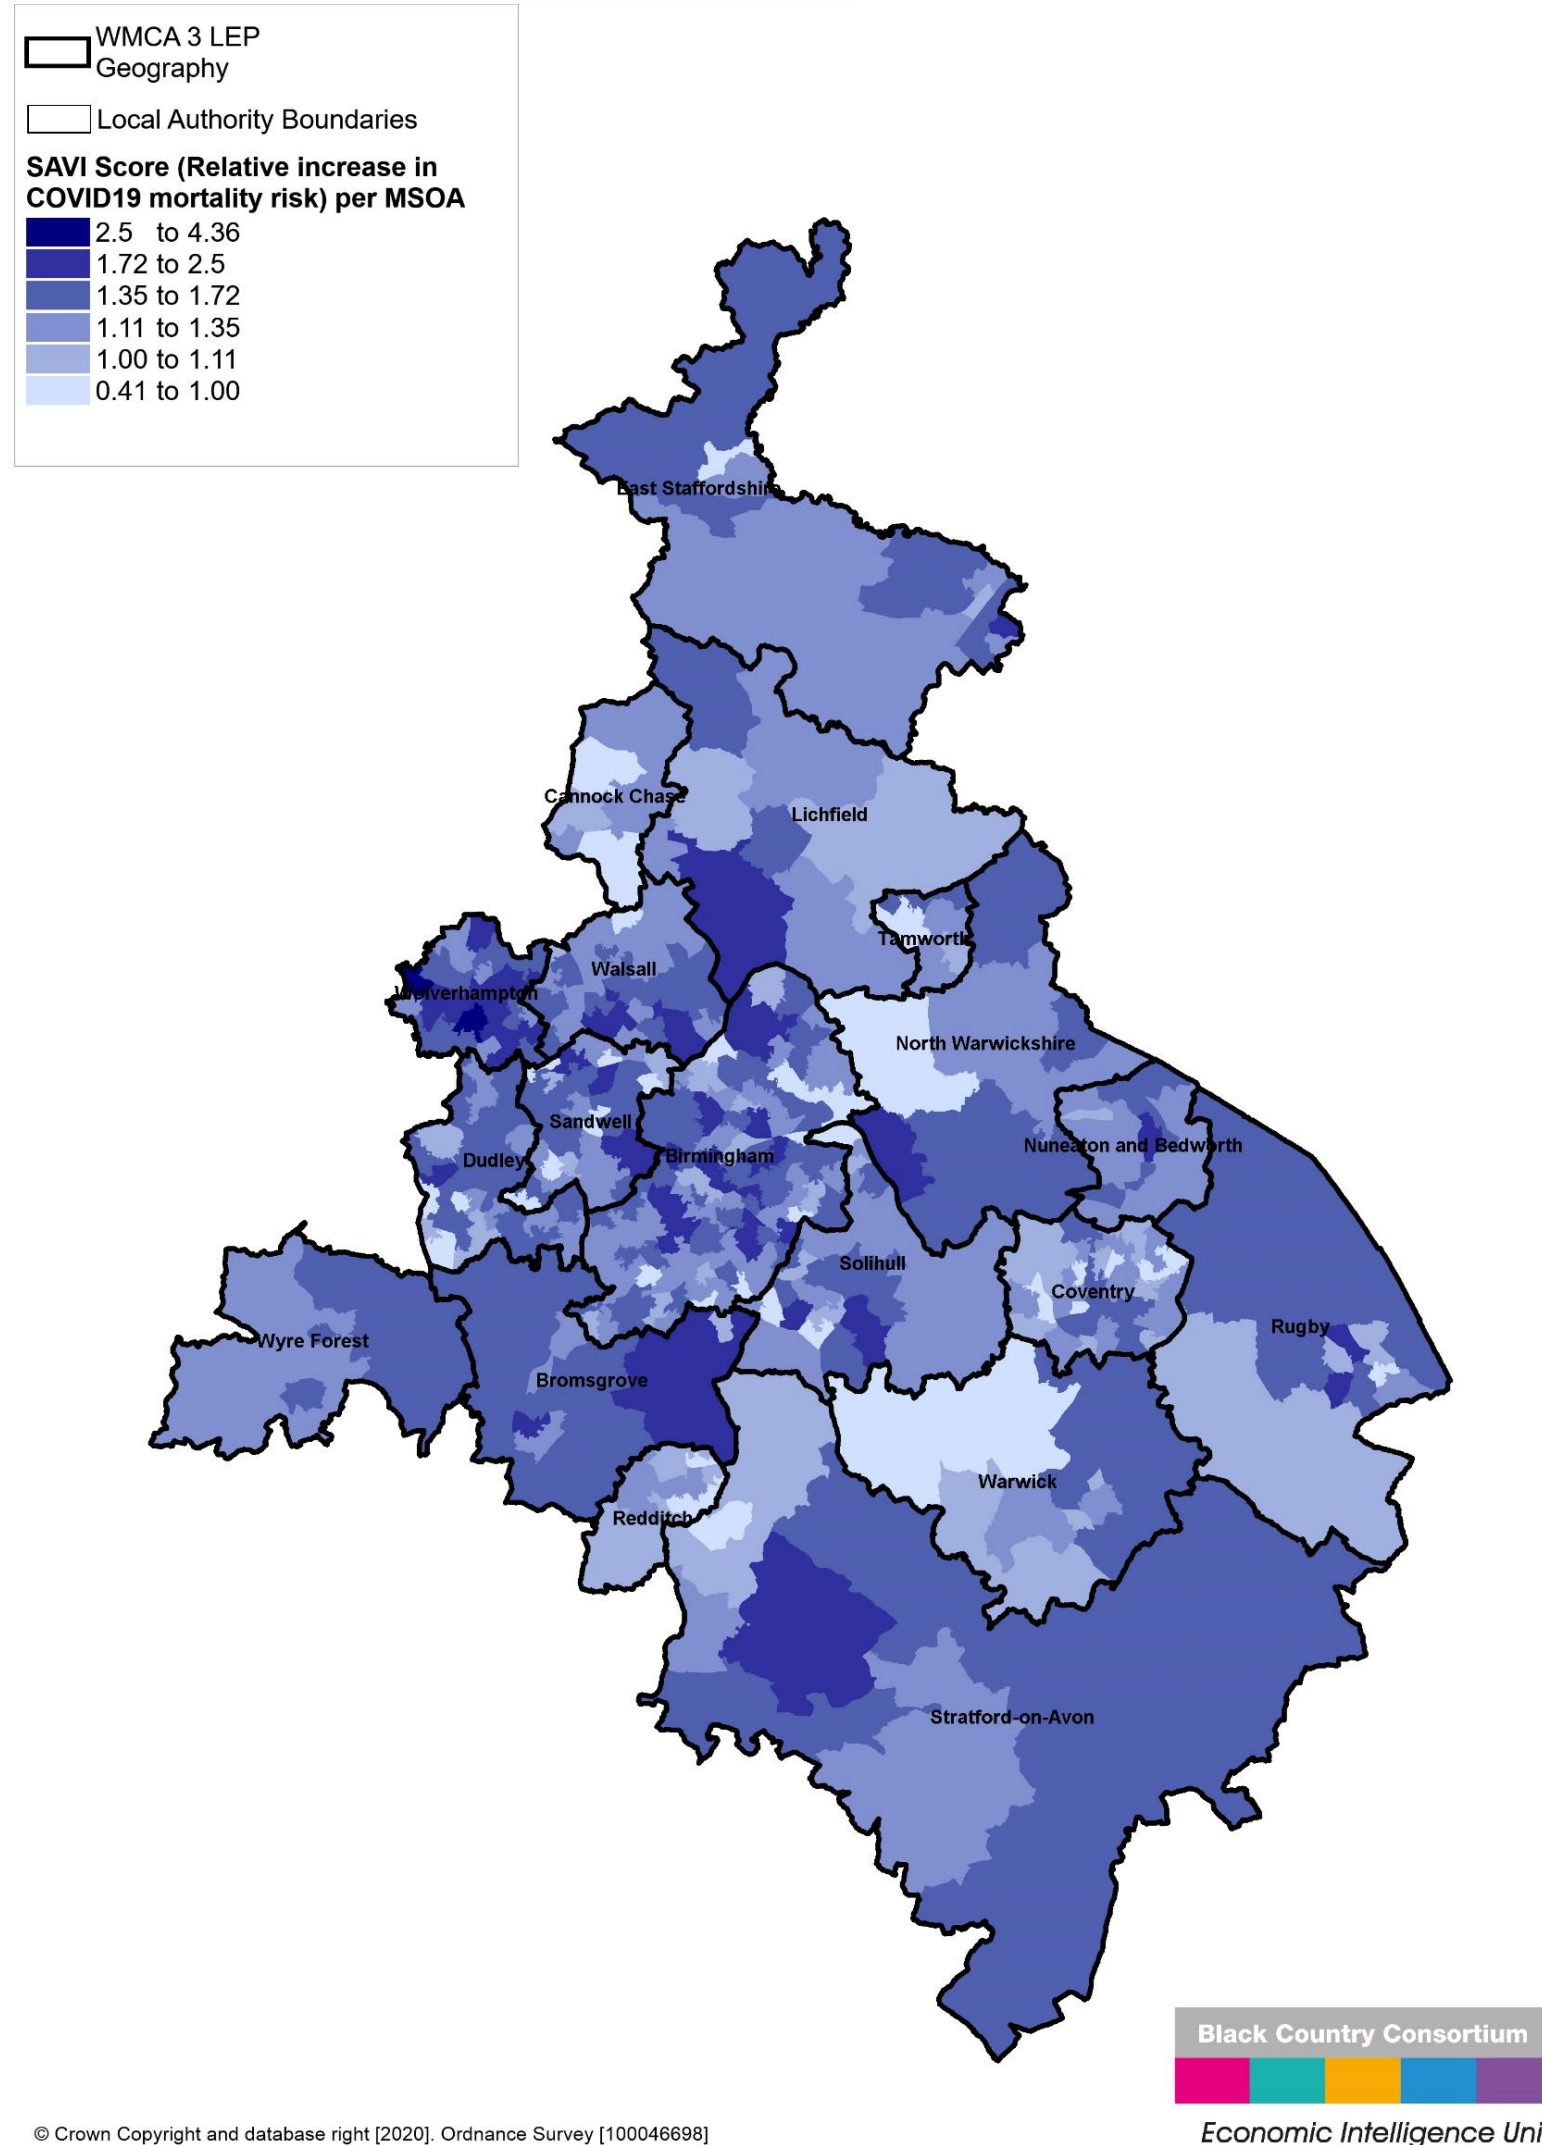 WMCA 3 LEP
Geography
Local Authority Boundaries
SAVI Score (Relative increase in
COVID19 mortality risk) per MSOA
2.5 to 4.36
1.72 to 2.5
1.35 to 1.72
1.11 to 1.35
1.00 to 1.11
0.41 to 1.00
East Staffordshire
Cannock Chase
Lichfield
Tamworth
Walsall
Wolverhampton
North Warwickshire
Sandwell
Nuneaton and Bedworth
Birmingham
Dudley
Solihull
Coventry
Rugby
Wyre Forest
Bromsgrove
Warwick
Redditch
Stratford-on-Avon
Black Country Consortium
Economic Intelligence Uni
© Crown Copyright and database right [2020]. Ordnance Survey [100046698]